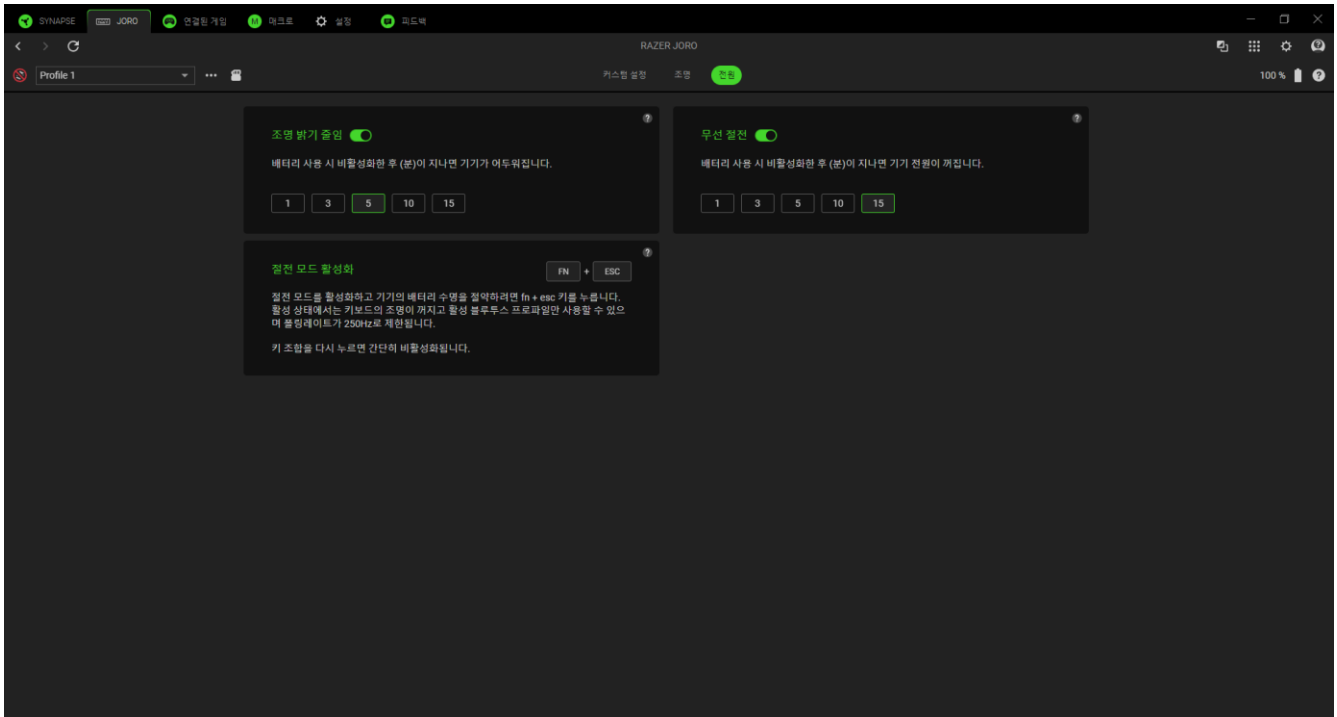 SYNAPSE JORO 연결된 게임 매크로 설정 피드백
RAZER JORO
Profile 1 커스텀 설정 조명 전원 100 %
조명 밝기 줄임
배터리 사용 시 비활성화한 후 (분)이 지나면 기기가 어두워집니다.
1 3 5 10 15
무선 절전
배터리 사용 시 비활성화한 후 (분)이 지나면 기기 전원이 꺼집니다.
1 3 5 10 15
절전 모드 활성화 FN + ESC
절전 모드를 활성화하고 기기의 배터리 수명을 절약하려면 fn + esc 키를 누릅니다.
활성 상태에서는 키보드의 조명이 꺼지고 활성 블루투스 프로파일만 사용할 수 있으
며 폴링레이트가 250Hz로 제한됩니다.
키 조합을 다시 누르면 간단히 비활성화됩니다.